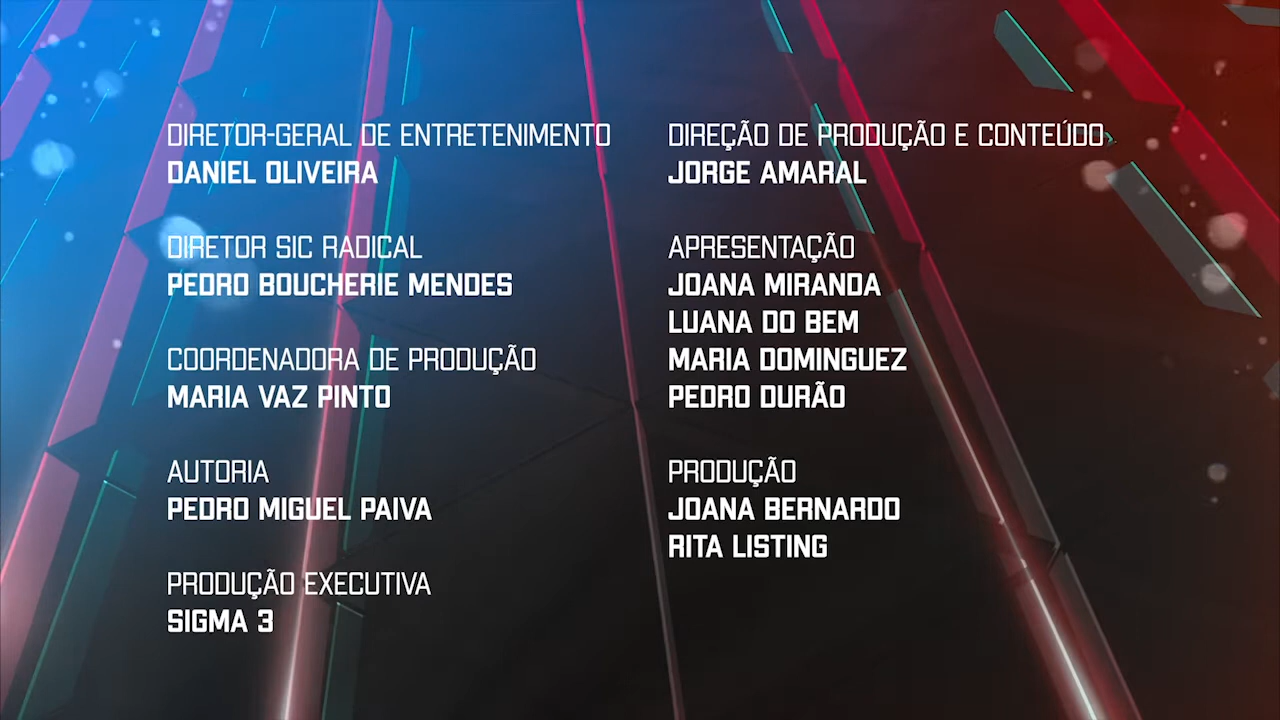 DIRETOR-GERAL DE ENTRETENIMENTO
DANIEL OLIVEIRA
DIRETOR SIC RADICAL
PEDRO BOUCHERIE MENDES
COORDENADORA DE PRODUÇÃO
MARIA VAZ PINTO
AUTORIA
PEDRO MIGUEL PAIVA
PRODUÇÃO EXECUTIVA
SIGMA 3
DIREÇÃO DE PRODUÇÃO E CONTEÚDO
JORGE AMARAL
APRESENTAÇÃO
JOANA MIRANDA
LUANA DO BEM
MARIA DOMINGUEZ
PEDRO DURÃO
PRODUÇÃO
JOANA BERNARDO
RITA LISTING